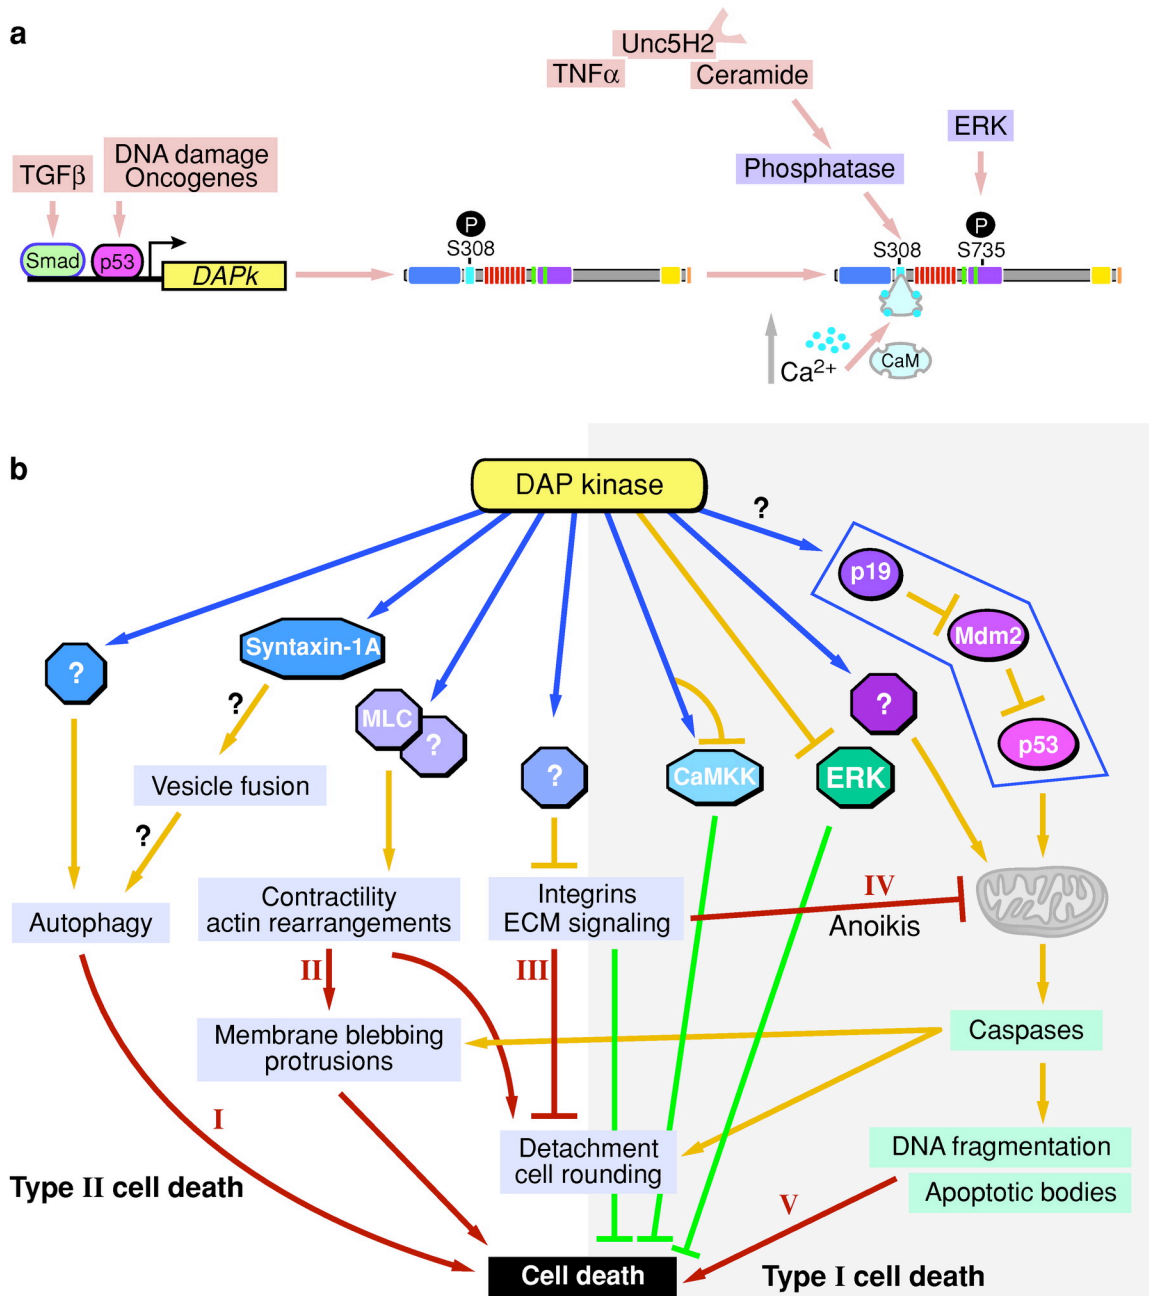 a
Unc5H2
TNFα
Ceramide
ERK
DNA damage
Oncogenes
TGFβ
Phosphatase
P
S308
P
S308
S735
Smad
p53
DAPk
Ca2+
CaM
b
DAP kinase
?
p19
Mdm2
p53
Syntaxin-1A
?
?
?
MLC
?
?
CaMKK
ERK
Vesicle fusion
?
Contractility
actin rearrangements
Integrins
ECM signaling
IV
Anoikis
Autophagy
II
III
Membrane blebbing
protrusions
Caspases
I
Detachment
cell rounding
DNA fragmentation
Apoptotic bodies
Type II cell death
V
Cell death
Type I cell death